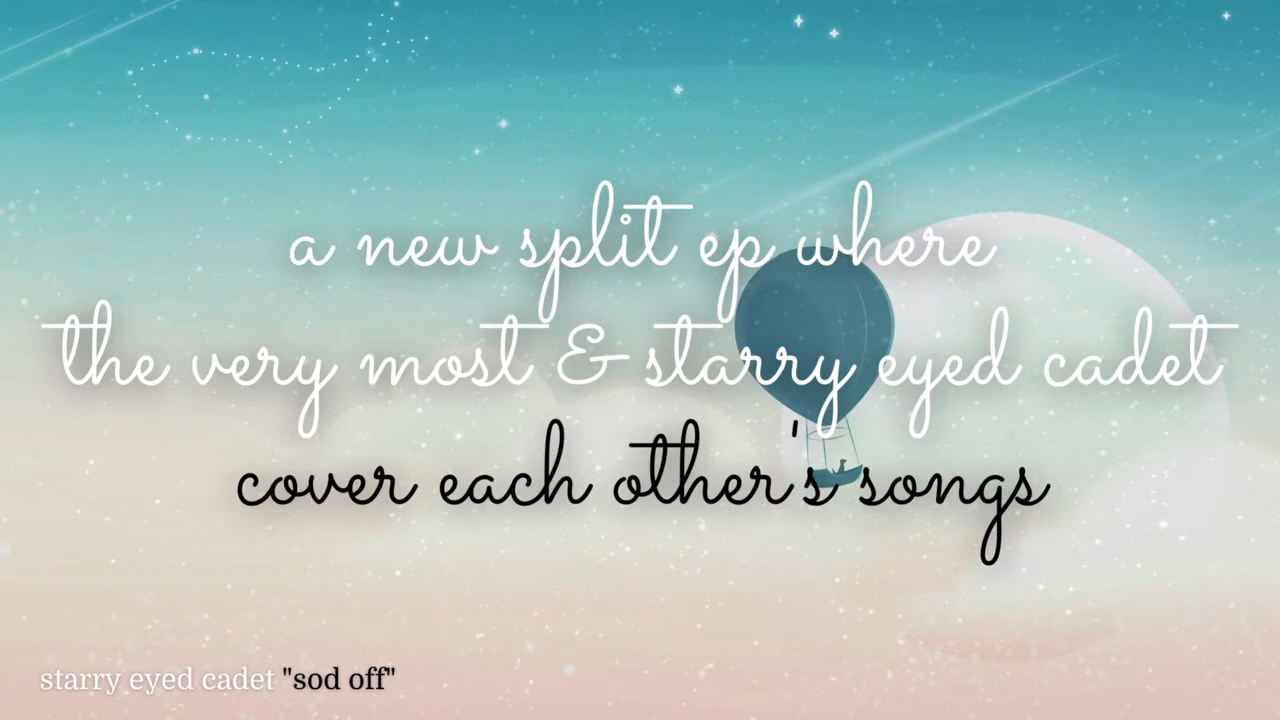 a new split ep where
the very most & starry eyed cadet
cover each other's songs
starry eyed cadet "sod off"